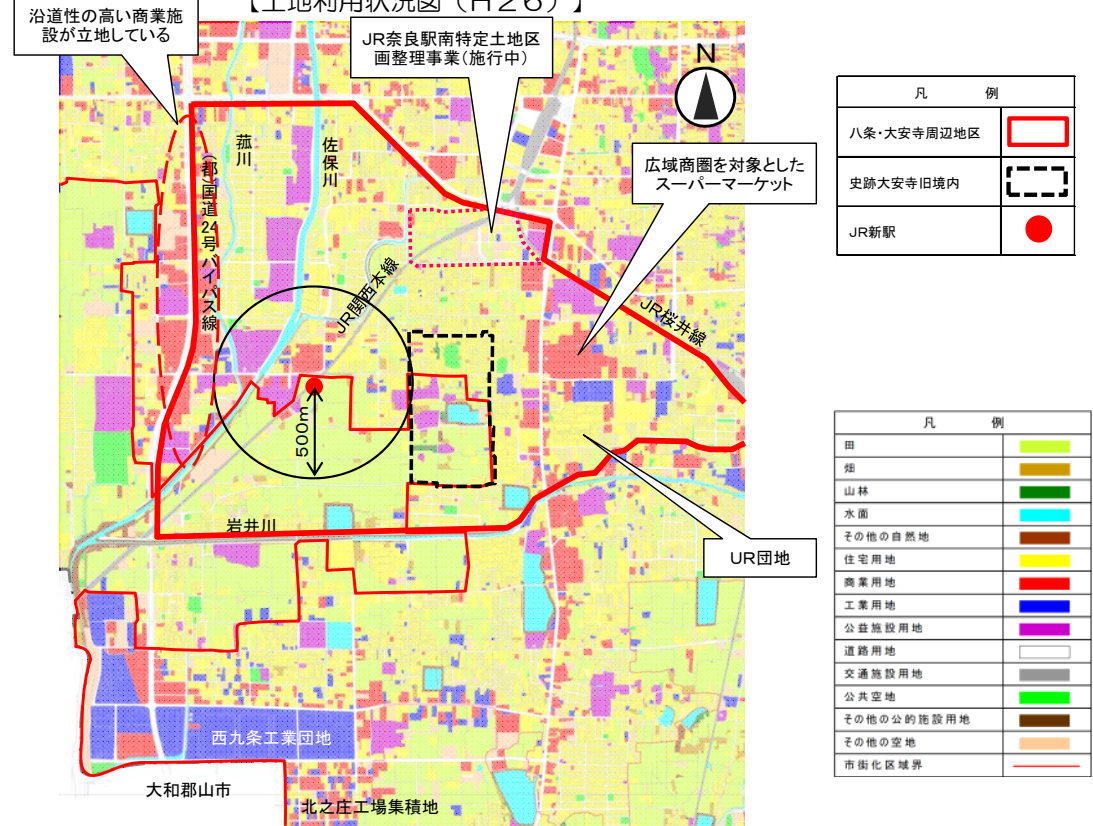 【土地利用状況図(H26)】
沿道性の高い商業施
設が立地している
JR奈良駅南特定土地区
画整理事業(施行中)
N
広域商圏を対象とした
スーパーマーケット
菰川
佐保川
(都)国道24号バイパス線
JR関西本線
JR桜井線
500m
岩井川
UR団地
西九条工業団地
大和郡山市
北之庄工場集積地
凡 例
八条・大安寺周辺地区
史跡大安寺旧境内
JR新駅
凡 例
田
畑
山林
水面
その他の自然地
住宅用地
商業用地
工業用地
公益施設用地
道路用地
交通施設用地
公共空地
その他の公的施設用地
その他の空地
市街化区域界